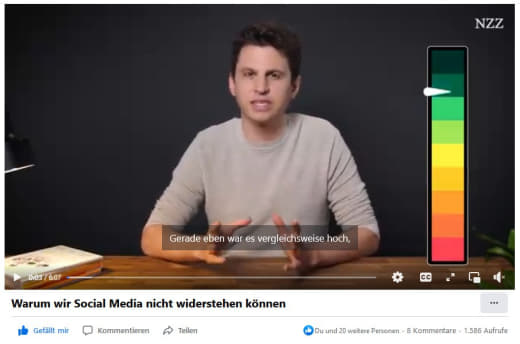 NZZ
Gerade eben war es vergleichsweise hoch,
0:03 / 6:07
CC
Warum wir Social Media nicht widerstehen können
Gefällt mir Kommentieren Teilen Du und 20 weitere Personen · 8 Kommentare · 1.586 Aufrufe